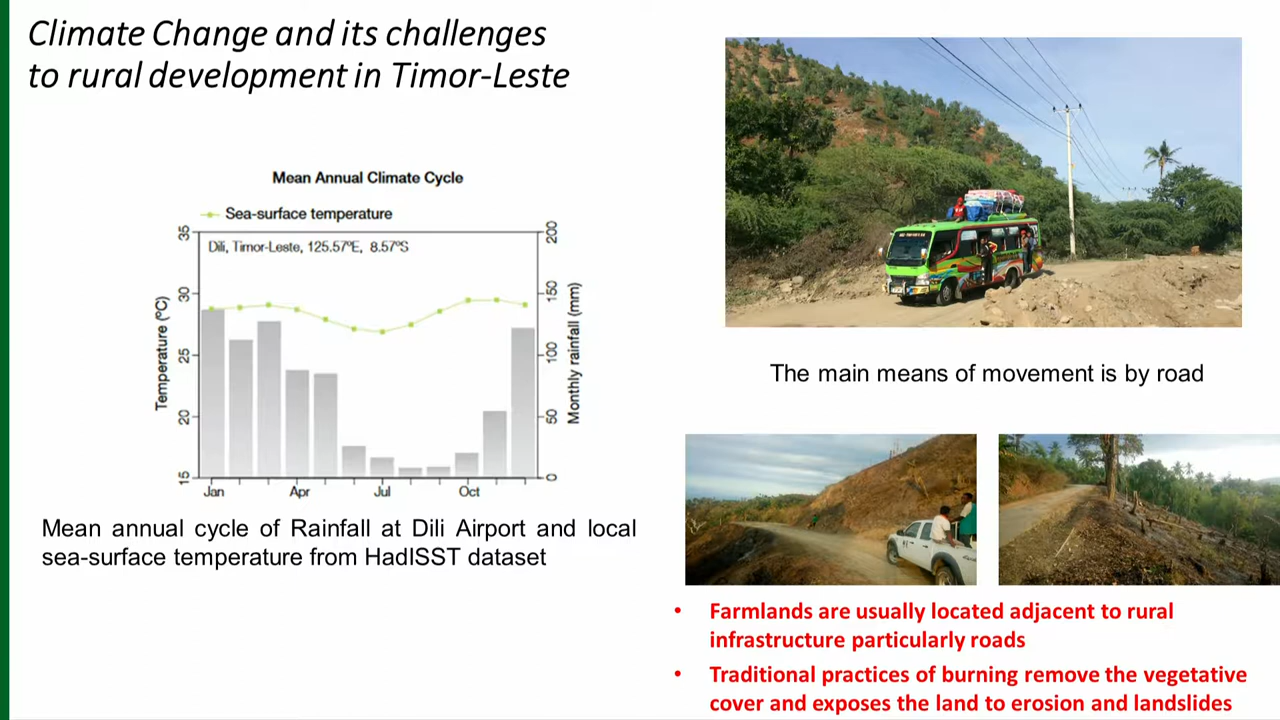 Climate Change and its challenges
to rural development in Timor-Leste
Mean Annual Climate Cycle
Sea-surface temperature
Dili, Timor-Leste, 125.57ºE, 8.57ºS
35
30
25
20
15
Temperature (ºC)
200
150
100
50
0
Monthly rainfall (mm)
Jan Apr Jul Oct
Mean annual cycle of Rainfall at Dili Airport and local
sea-surface temperature from HadISST dataset
The main means of movement is by road
• Farmlands are usually located adjacent to rural
infrastructure particularly roads
• Traditional practices of burning remove the vegetative
cover and exposes the land to erosion and landslides